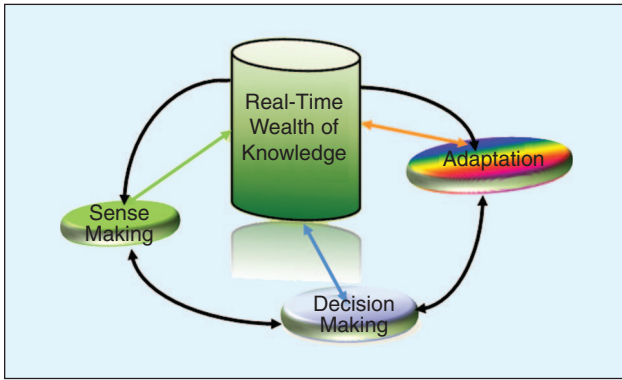 Real-Time
Wealth of
Knowledge
Adaptation
Sense
Making
Decision
Making